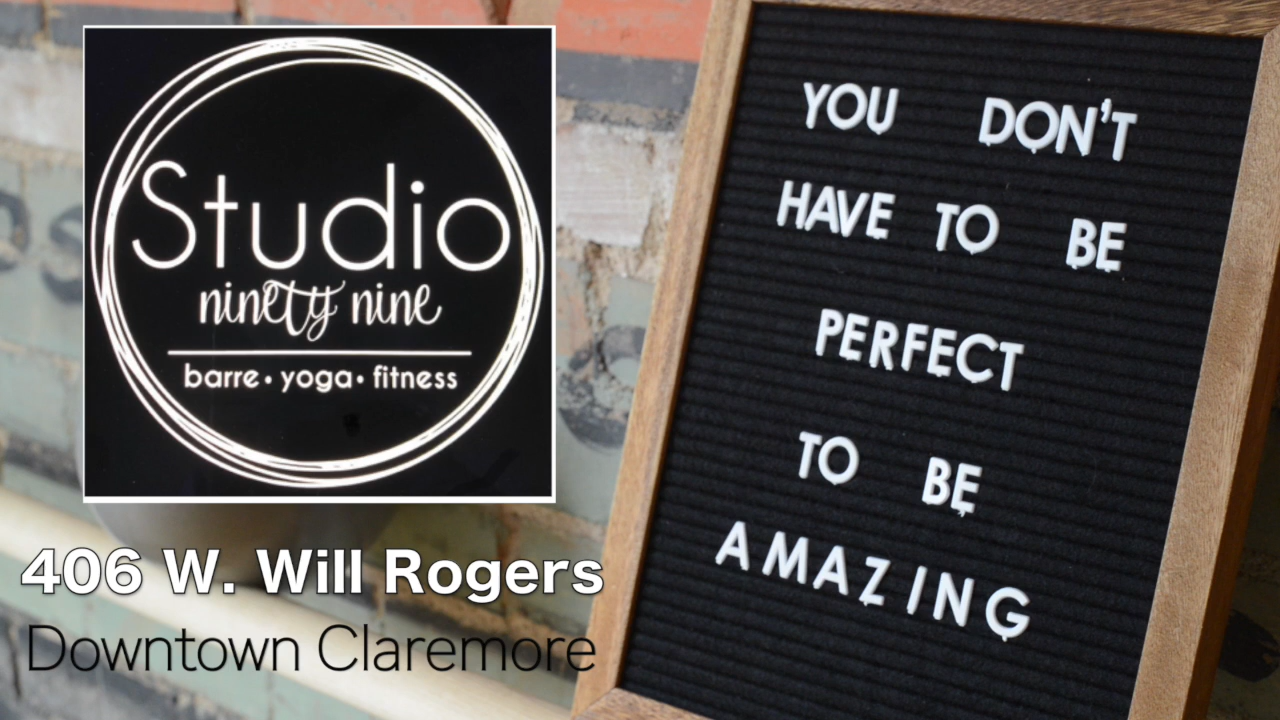 Studio
ninety nine
barre • yoga • fitness
406 W. Will Rogers
Downtown Claremore
YOU DON'T
HAVE TO BE
PERFECT
TO BE
AMAZING